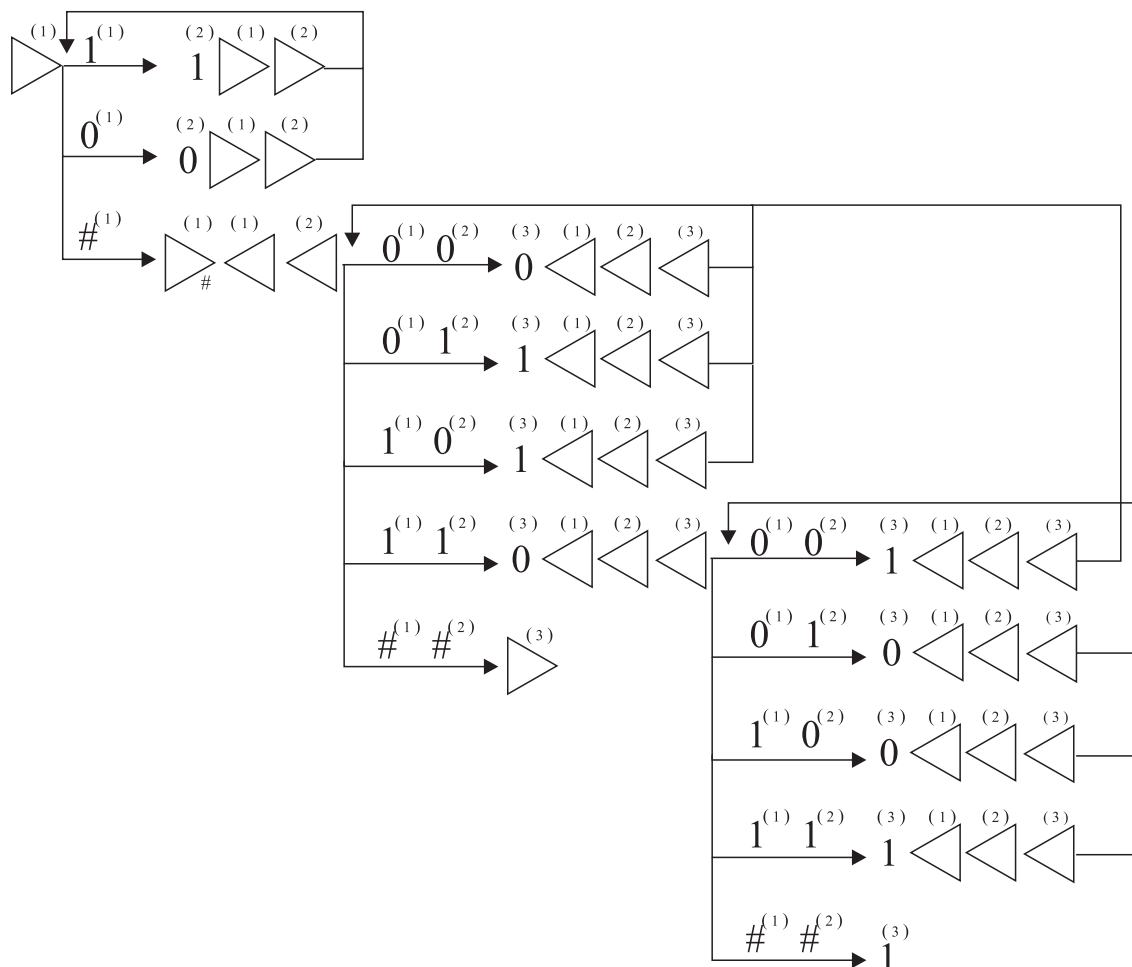 (1) 1(1) (2) 1 (1) (2)
0(1) (2) 0 (1) (2)
#(1) (1) # (1) (2)
0(1) 0(2) (3) 0 (1) (2) (3)
0(1) 1(2) (3) 1 (1) (2) (3)
1(1) 0(2) (3) 1 (1) (2) (3)
1(1) 1(2) (3) 0 (1) (2) (3)
0(1) 0(2) (3) 1 (1) (2) (3)
#(1) #(2) (3)
0(1) 1(2) (3) 0 (1) (2) (3)
1(1) 0(2) (3) 0 (1) (2) (3)
1(1) 1(2) (3) 1 (1) (2) (3)
#(1) #(2) (3) 1